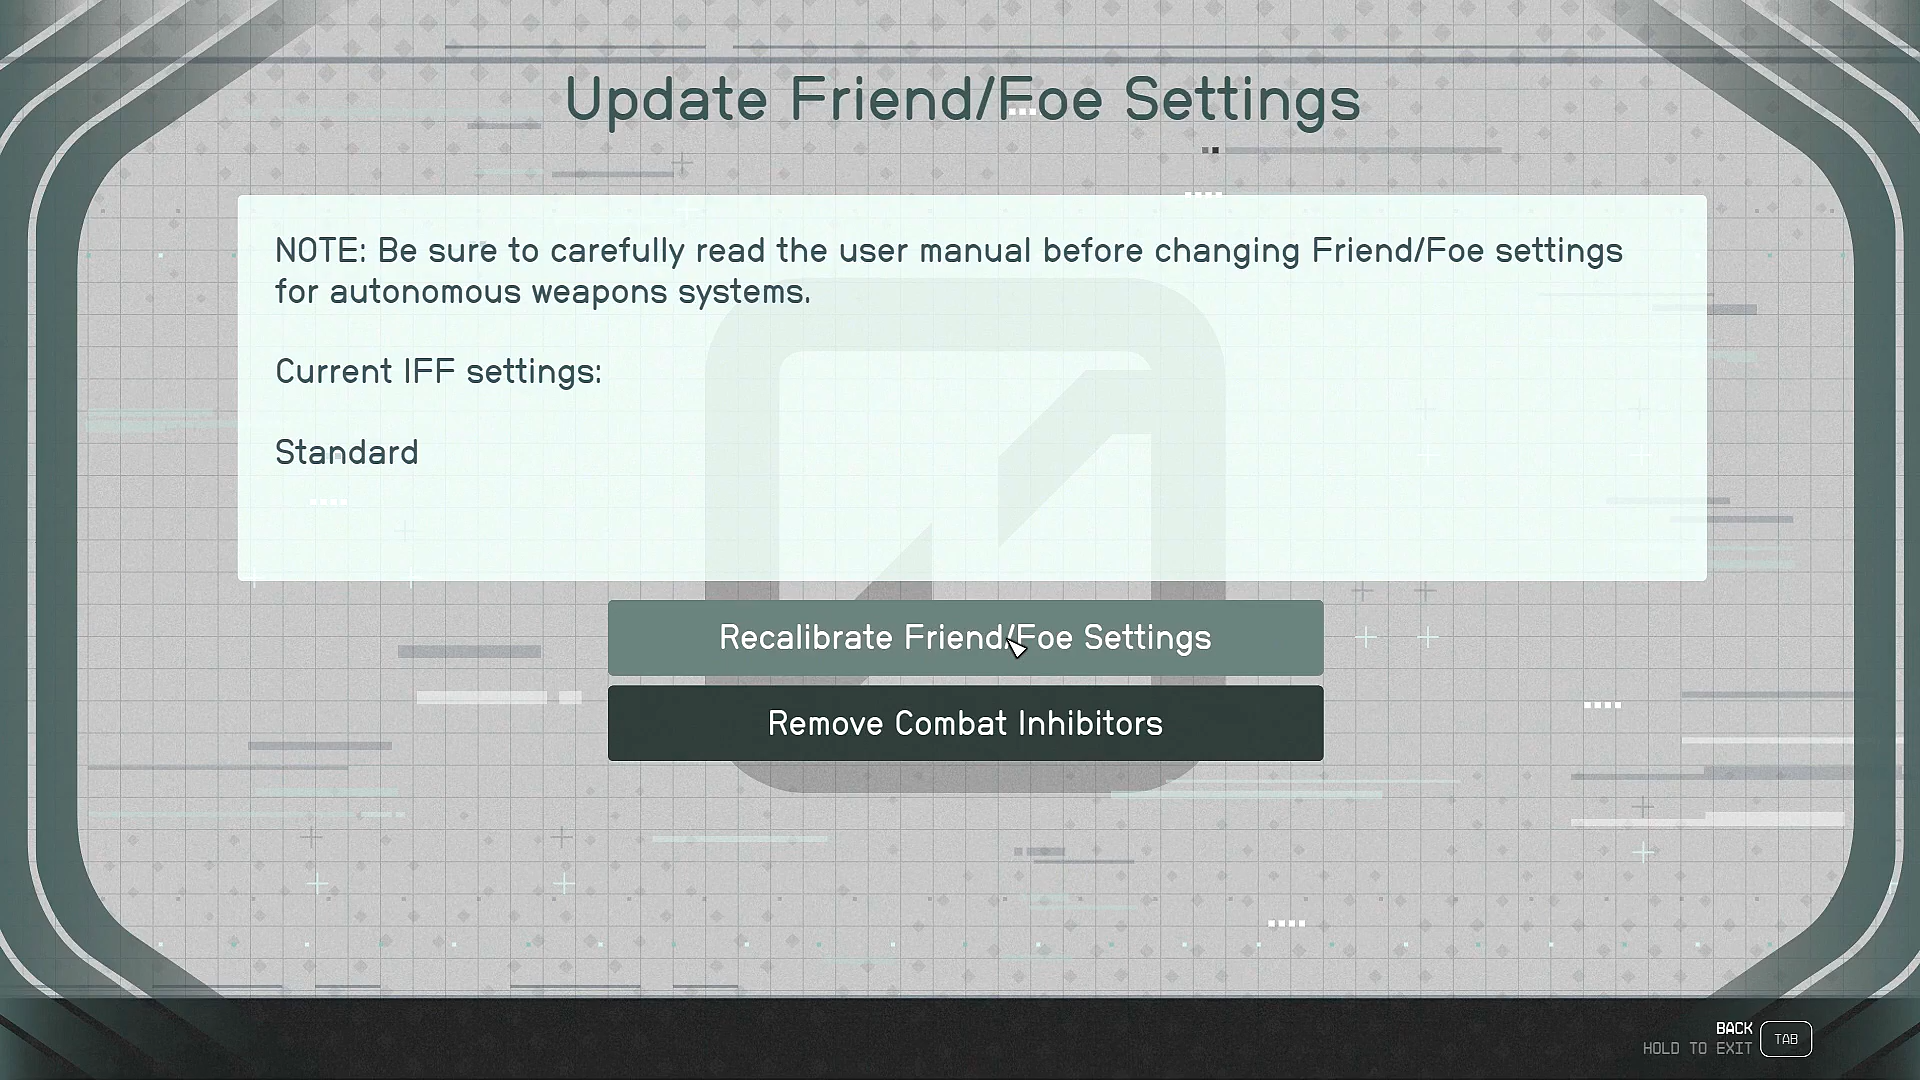 Update Friend/Foe Settings
NOTE: Be sure to carefully read the user manual before changing Friend/Foe settings
for autonomous weapons systems.
Current IFF settings:
Standard
Recalibrate Friend/Foe Settings
Remove Combat Inhibitors
BACK
HOLD TO EXIT
TAB